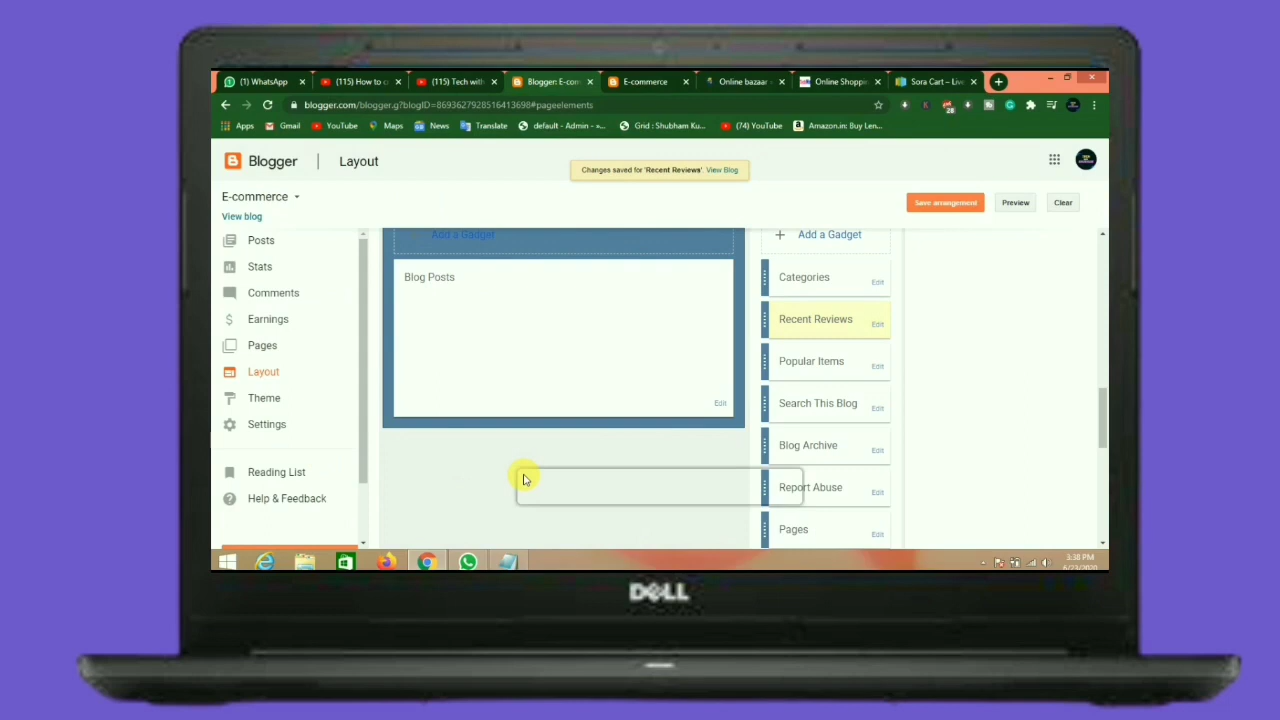 (1) WhatsApp
(115) How to c
(115) Tech with
Blogger: E-com
E-commerce
Online bazaar -
Online Shoppi
Sora Cart – Liv
blogger.com/blogger.g?blogID=8693627928516413698#pageelements
28
Apps
Gmail
YouTube
Maps
News
Translate
default - Admin - «...
Grid : Shubham Ku...
(74) YouTube
Amazon.in: Buy Len...
Blogger
Layout
Changes saved for 'Recent Reviews'. View Blog
E-commerce
View blog
Save arrangement
Preview
Clear
Posts
Stats
Comments
Earnings
Pages
Layout
Theme
Settings
Reading List
Help & Feedback
Add a Gadget
Blog Posts
Edit
Add a Gadget
Categories
Edit
Recent Reviews
Edit
Popular Items
Edit
Search This Blog
Edit
Blog Archive
Edit
Report Abuse
Edit
Pages
Edit
3:38 PM
6/23/2020
DELL